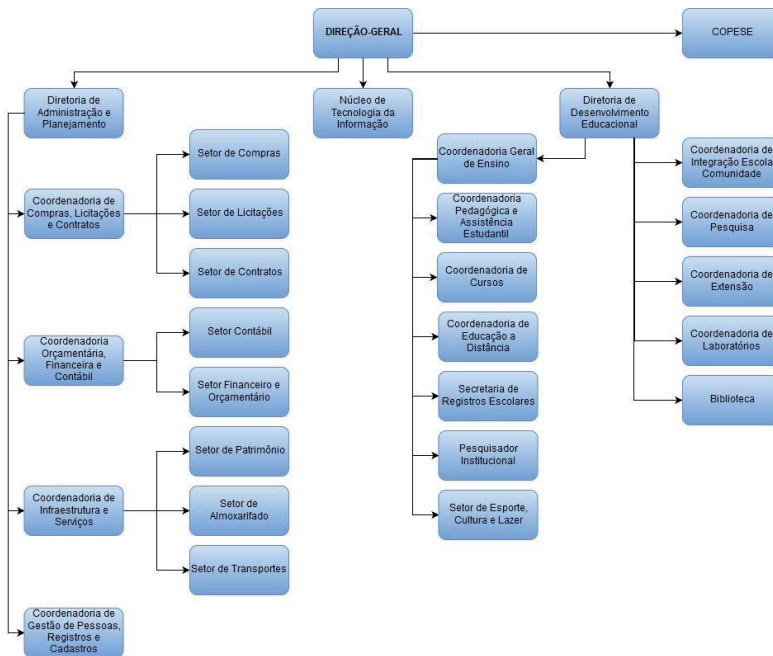 DIREÇÃO-GERAL
COPESE
Diretoria de
Administração e
Planejamento
Núcleo de
Tecnologia da
Informação
Diretoria de
Desenvolvimento
Educacional
Coordenadoria de
Compras, Licitações
e Contratos
Setor de Compras
Setor de Licitações
Setor de Contratos
Coordenadoria
Orçamentária,
Financeira e
Contábil
Setor Contábil
Setor Financeiro e
Orçamentário
Coordenadoria de
Infraestrutura e
Serviços
Setor de Patrimônio
Setor de
Almoxarifado
Setor de Transportes
Coordenadoria de
Gestão de Pessoas,
Registros e
Cadastros
Coordenadoria Geral
de Ensino
Coordenadoria
Pedagógica e
Assistência
Estudantil
Coordenadoria de
Cursos
Coordenadoria de
Educação a
Distância
Secretaria de
Registros Escolares
Pesquisador
Institucional
Setor de Esporte,
Cultura e Lazer
Coordenadoria de
Integração Escola
Comunidade
Coordenadoria de
Pesquisa
Coordenadoria de
Extensão
Coordenadoria de
Laboratórios
Biblioteca